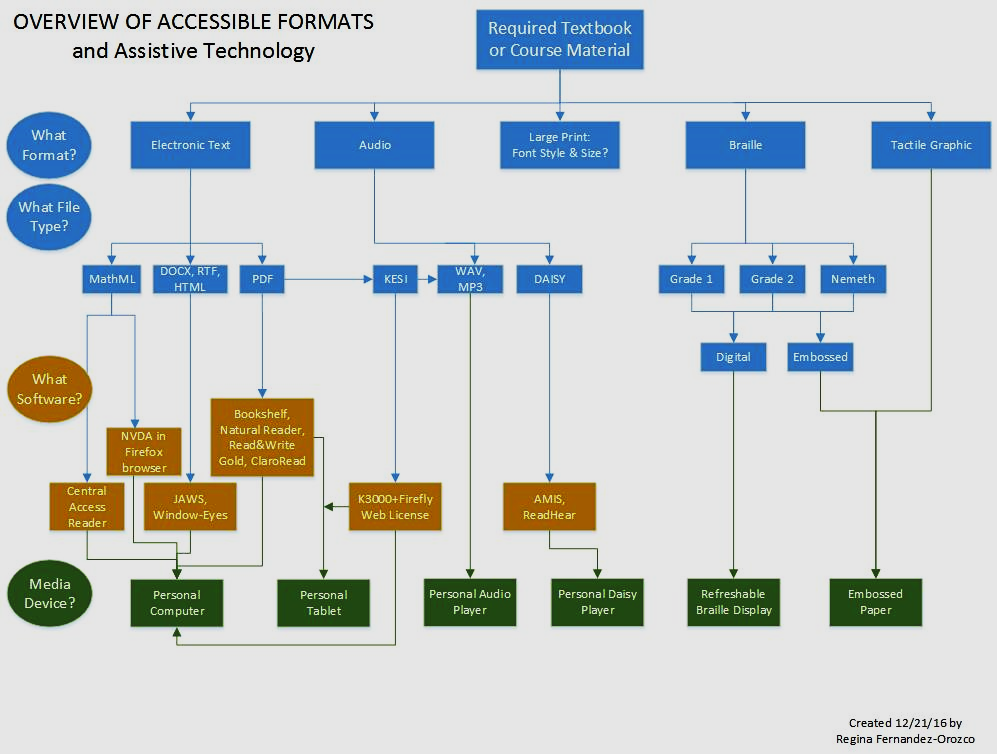 OVERVIEW OF ACCESSIBLE FORMATS
and Assistive Technology
Required Textbook
or Course Material
What
Format?
Electronic Text
Audio
Large Print:
Font Style & Size?
Braille
Tactile Graphic
What File
Type?
MathML
DOCX, RTF,
HTML
PDF
KESI
WAV,
MP3
DAISY
Grade 1
Grade 2
Nemeth
Digital
Embossed
What
Software?
Bookshelf,
Natural Reader,
Read&Write
Gold, ClaroRead
NVDA in
Firefox
browser
Central
Access
Reader
JAWS,
Window-Eyes
K3000+Firefly
Web License
AMIS,
ReadHear
Media
Device?
Personal
Computer
Personal
Tablet
Personal Audio
Player
Personal Daisy
Player
Refreshable
Braille Display
Embossed
Paper
Created 12/21/16 by
Regina Fernandez-Orozco